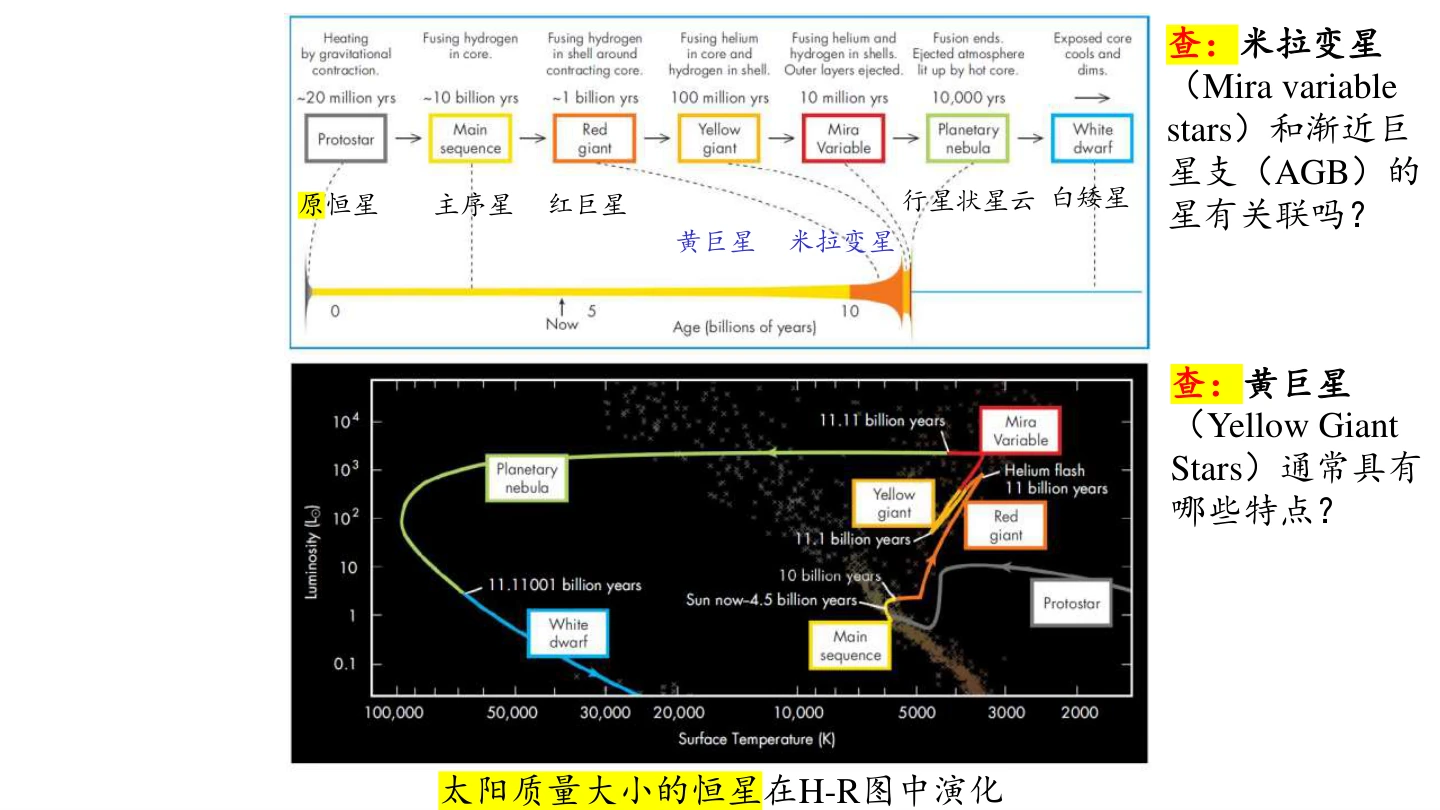 Heating
by gravitational
contraction.
Fusing hydrogen
in core.
Fusing hydrogen
in shell around
contracting core.
Fusing helium
in core and
hydrogen in shell.
Fusing helium and
hydrogen in shells.
Outer layers ejected.
Fusion ends.
Ejected atmosphere
lit up by hot core.
Exposed core
cools and
dims.
~20 million yrs
~10 billion yrs
~1 billion yrs
100 million yrs
10 million yrs
10,000 yrs
Protostar
Main
sequence
Red
giant
Yellow
giant
Mira
Variable
Planetary
nebula
White
dwarf
原恒星
主序星
红巨星
黄巨星
米拉变星
行星状星云
白矮星
0
5
10
Now
Age (billions of years)
查：米拉变星
（Mira variable
stars）和渐近巨
星支（AGB）的
星有关联吗？
Luminosity (L☉)
10⁴
10³
10²
10
1
0.1
11.11 billion years
Mira
Variable
Planetary
nebula
Helium flash
11 billion years
Yellow
giant
Red
giant
11.1 billion years
11.11001 billion years
10 billion years
Sun now–4.5 billion years
Protostar
White
dwarf
Main
sequence
100,000
50,000
30,000
20,000
10,000
5000
3000
2000
Surface Temperature (K)
查：黄巨星
（Yellow Giant
Stars）通常具有
哪些特点？
太阳质量大小的恒星在H-R图中演化